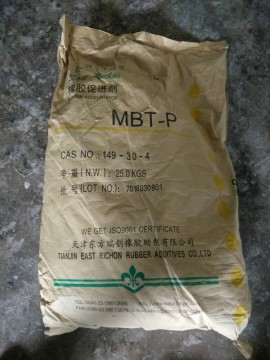 橡胶促进剂
MBT-P
CAS NO:149-30-4
(N.W.): 25.0KGS
批号(LOT NO.): 701N030801
WE GET ISO9001 CERTIFICATE
天津东方瑞创橡胶助剂有限公司
TIANJIN EAST RICHON RUBBER ADDITIVES CO.,LTD